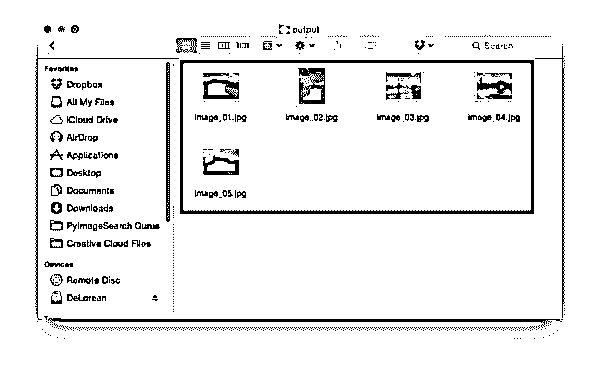 output
Search
Favorites
Dropbox
All My Files
iCloud Drive
AirDrop
Applications
Desktop
Documents
Downloads
PyImageSearch Gurus
Creative Cloud Files
Devices
Remote Disc
DeLorean
image_01.jpg
image_02.jpg
image_03.jpg
image_04.jpg
image_05.jpg